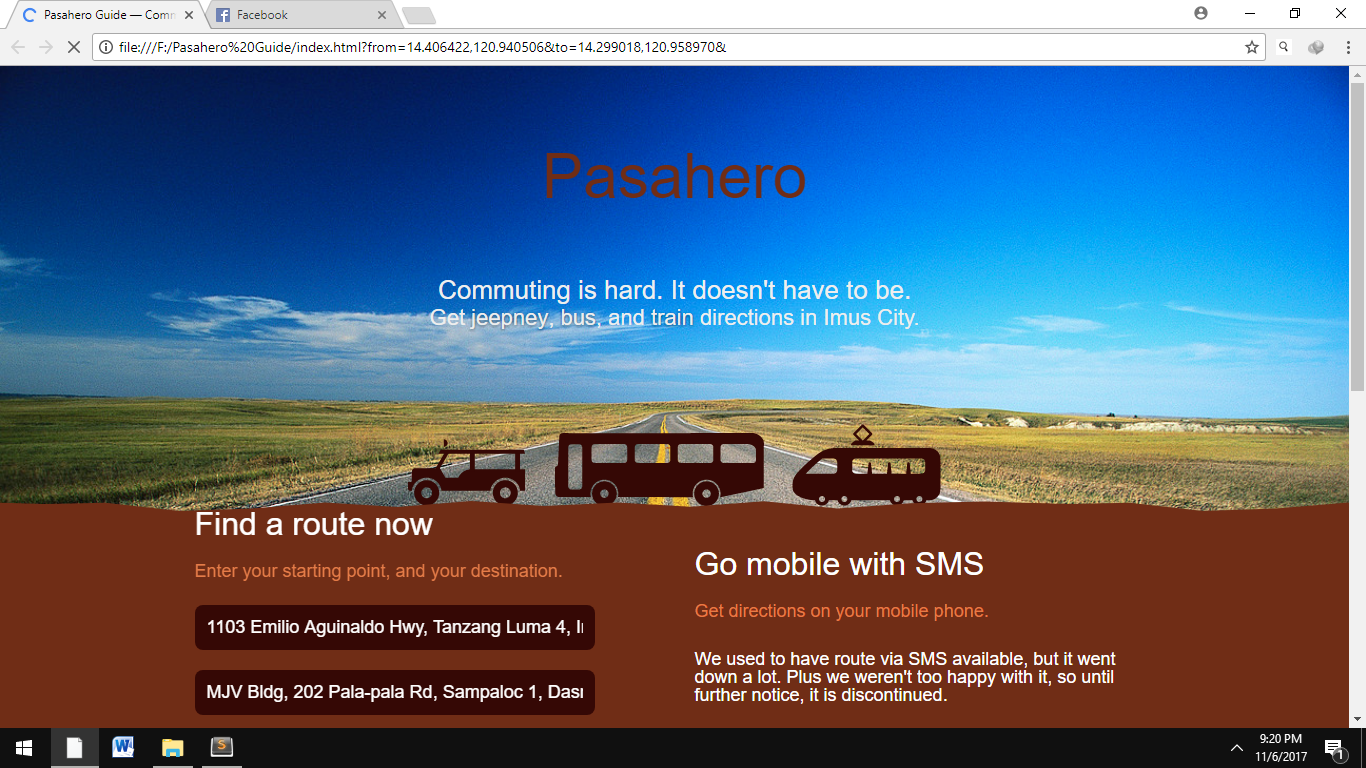 Pasahero Guide — Comm
Facebook
file:///F:/Pasahero%20Guide/index.html?from=14.406422,120.940506&to=14.299018,120.958970&
Pasahero
Commuting is hard. It doesn't have to be.
Get jeepney, bus, and train directions in Imus City.
Find a route now
Enter your starting point, and your destination.
1103 Emilio Aguinaldo Hwy, Tanzang Luma 4, I
MJV Bldg, 202 Pala-pala Rd, Sampaloc 1, Dasr
Go mobile with SMS
Get directions on your mobile phone.
We used to have route via SMS available, but it went
down a lot. Plus we weren't too happy with it, so until
further notice, it is discontinued.
9:20 PM
11/6/2017
1